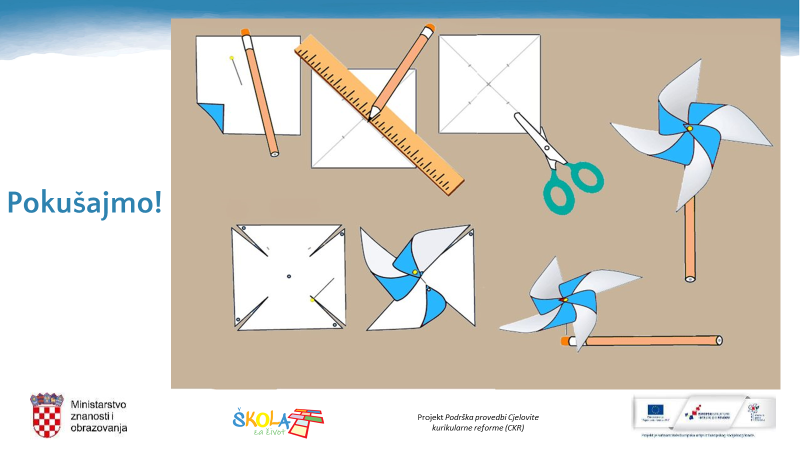 Pokušajmo!
Ministarstvo
znanosti i
obrazovanja
ŠKOLA
za život
Projekt Podrška provedbi Cjelovite
kurikularne reforme (CKR)